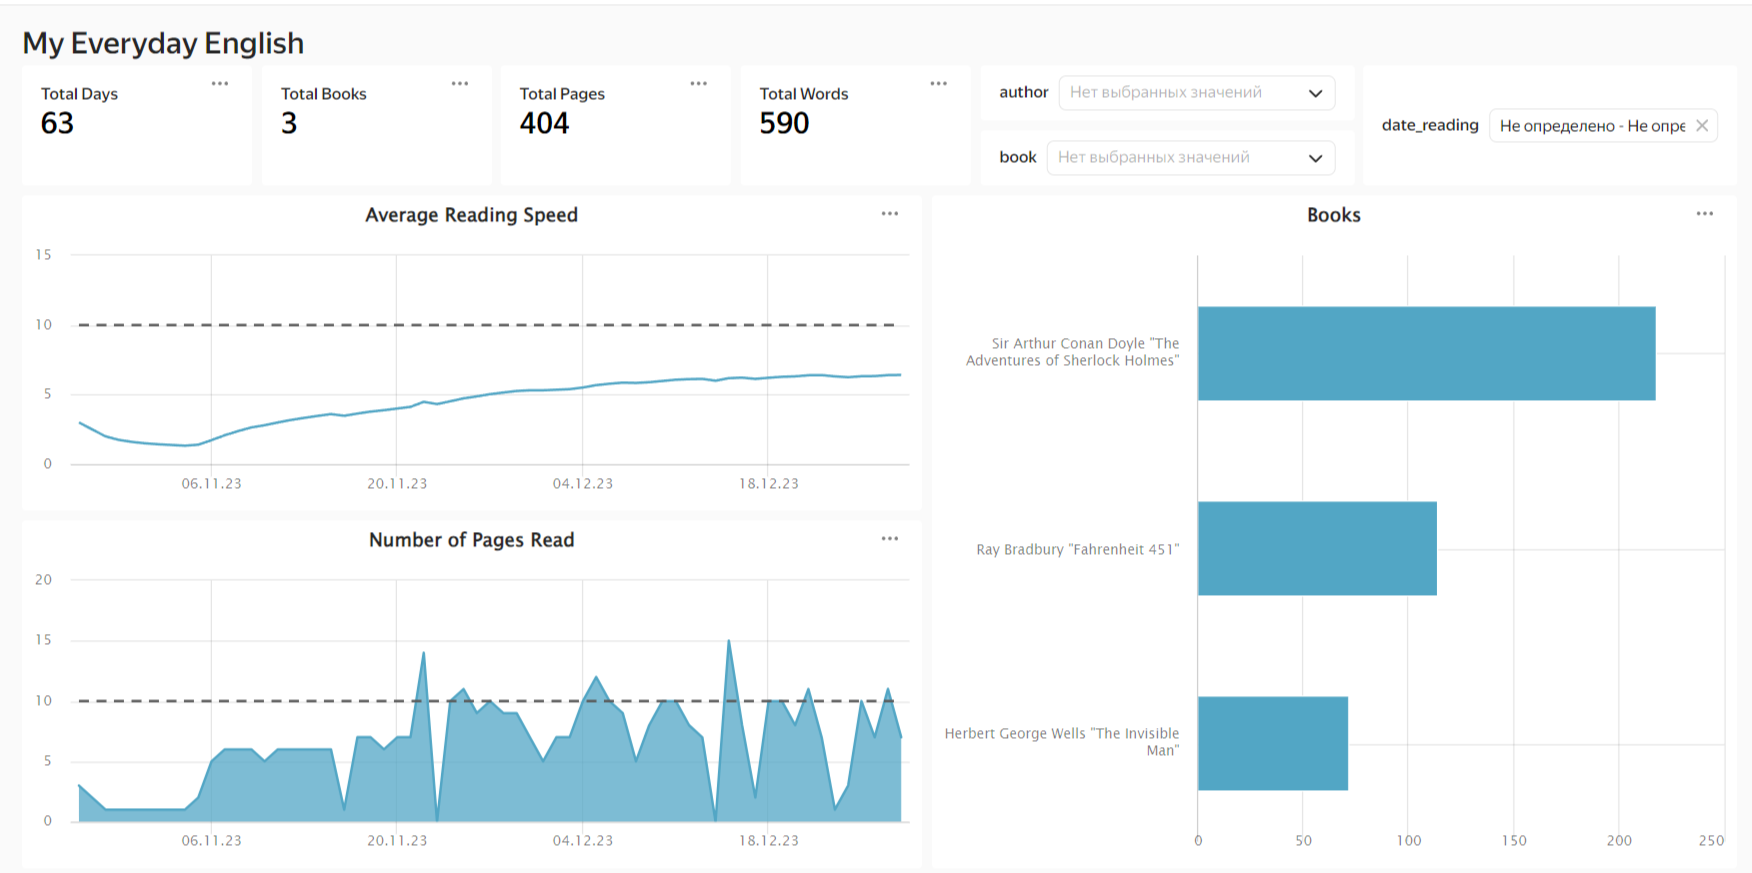 My Everyday English
Total Days
63
Total Books
3
Total Pages
404
Total Words
590
author
Нет выбранных значений
book
Нет выбранных значений
date_reading
Не определено - Не опре
Average Reading Speed
15
10
5
0
06.11.23
20.11.23
04.12.23
18.12.23
Number of Pages Read
20
15
10
5
0
06.11.23
20.11.23
04.12.23
18.12.23
Books
Sir Arthur Conan Doyle "The
Adventures of Sherlock Holmes"
Ray Bradbury "Fahrenheit 451"
Herbert George Wells "The Invisible
Man"
0
50
100
150
200
250